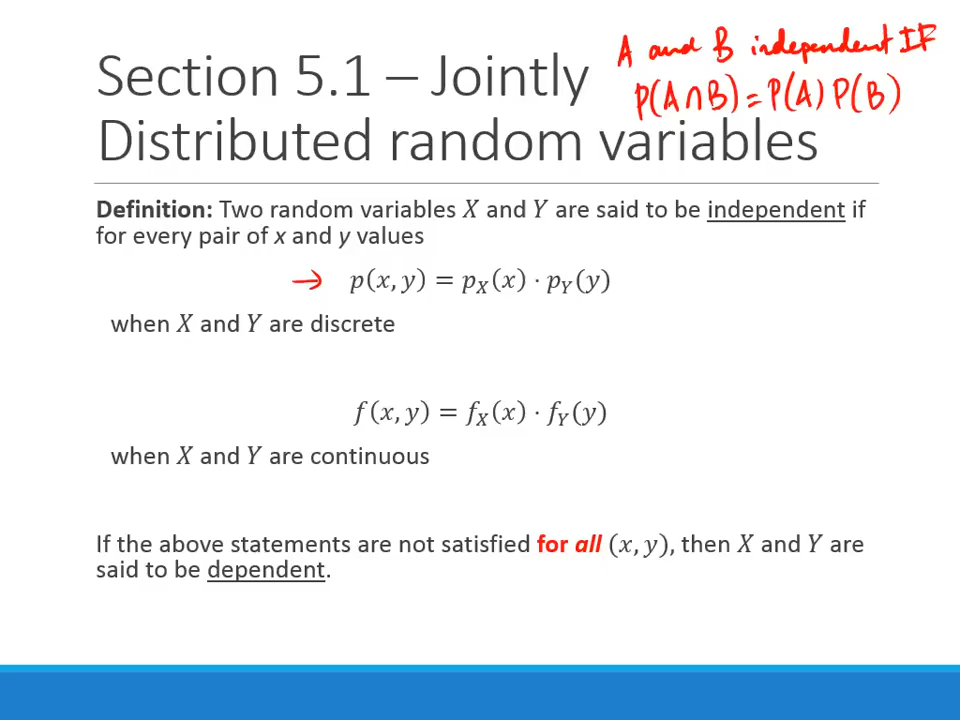 A and B independent IF
P(A∩B) = P(A) P(B)
Section 5.1 – Jointly
Distributed random variables
Definition: Two random variables X and Y are said to be independent if
for every pair of x and y values
→ p(x, y) = p_X(x) · p_Y(y)
when X and Y are discrete
f(x, y) = f_X(x) · f_Y(y)
when X and Y are continuous
If the above statements are not satisfied for all (x, y), then X and Y are
said to be dependent.